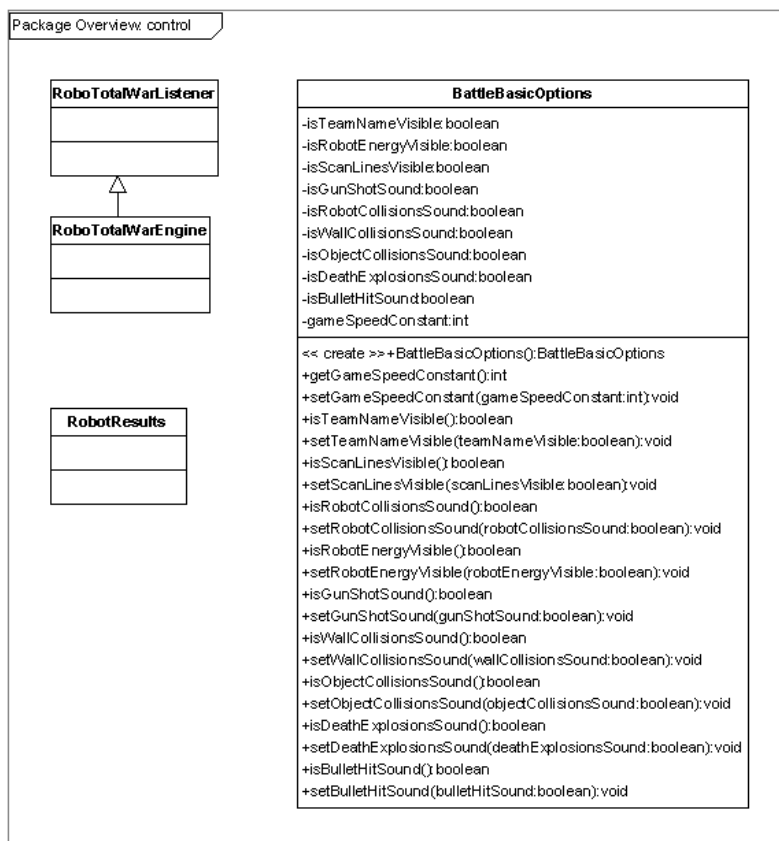 Package Overview: control
RoboTotalWarListener
RoboTotalWarEngine
RobotResults
BattleBasicOptions
-isTeamNameVisible:boolean
-isRobotEnergyVisible:boolean
-isScanLinesVisible:boolean
-isGunShotSound:boolean
-isRobotCollisionsSound:boolean
-isWallCollisionsSound:boolean
-isObjectCollisionsSound:boolean
-isDeathExplosionsSound:boolean
-isBulletHitSound:boolean
-gameSpeedConstant:int
<< create >>+BattleBasicOptions():BattleBasicOptions
+getGameSpeedConstant():int
+setGameSpeedConstant(gameSpeedConstant:int):void
+isTeamNameVisible():boolean
+setTeamNameVisible(teamNameVisible:boolean):void
+isScanLinesVisible():boolean
+setScanLinesVisible(scanLinesVisible:boolean):void
+isRobotCollisionsSound():boolean
+setRobotCollisionsSound(robotCollisionsSound:boolean):void
+isRobotEnergyVisible():boolean
+setRobotEnergyVisible(robotEnergyVisible:boolean):void
+isGunShotSound():boolean
+setGunShotSound(gunShotSound:boolean):void
+isWallCollisionsSound():boolean
+setWallCollisionsSound(wallCollisionsSound:boolean):void
+isObjectCollisionsSound():boolean
+setObjectCollisionsSound(objectCollisionsSound:boolean):void
+isDeathExplosionsSound():boolean
+setDeathExplosionsSound(deathExplosionsSound:boolean):void
+isBulletHitSound():boolean
+setBulletHitSound(bulletHitSound:boolean):void